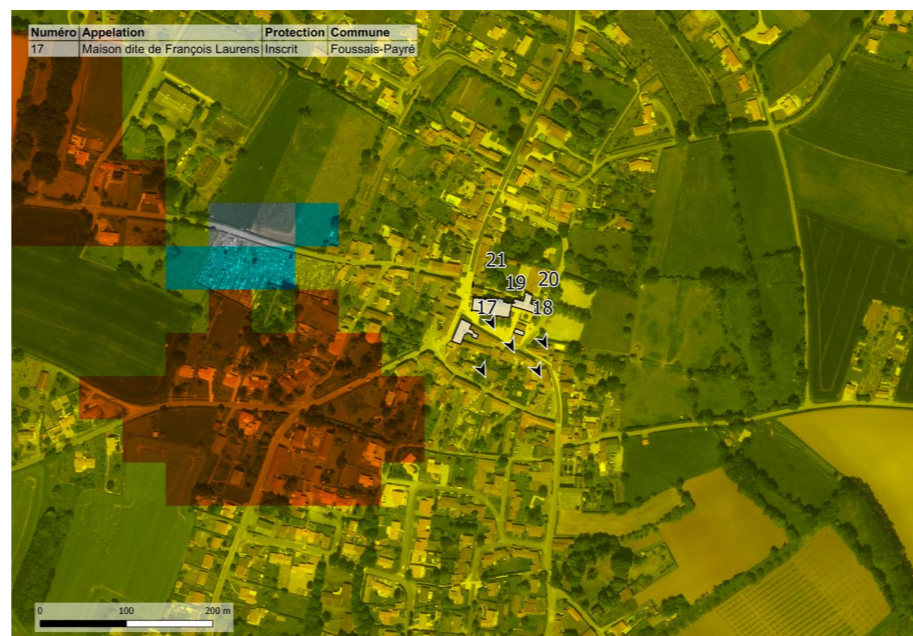 Numéro Appelation Protection Commune
17 Maison dite de François Laurens Inscrit Foussais-Payré
21
19 20
17 18
0 100 200 m